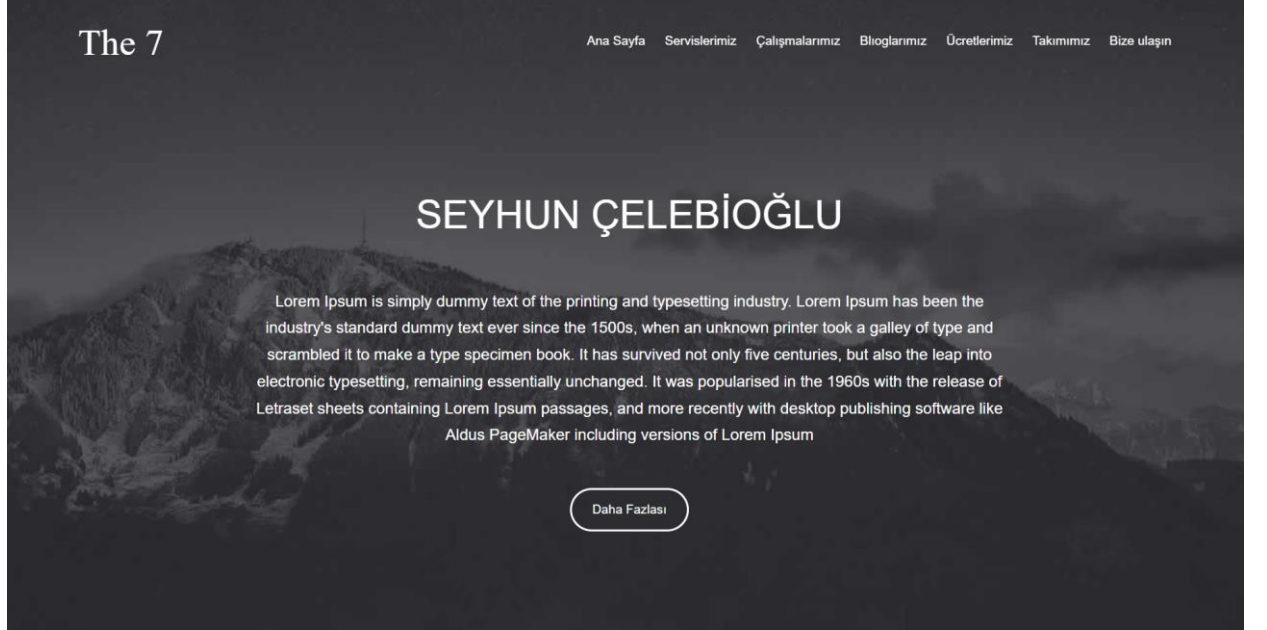 The 7
Ana Sayfa Servislerimiz Çalışmalarımız Blıoglarımız Ücretlerimiz Takımımız Bize ulaşın
SEYHUN ÇELEBİOĞLU
Lorem Ipsum is simply dummy text of the printing and typesetting industry. Lorem Ipsum has been the
industry's standard dummy text ever since the 1500s, when an unknown printer took a galley of type and
scrambled it to make a type specimen book. It has survived not only five centuries, but also the leap into
electronic typesetting, remaining essentially unchanged. It was popularised in the 1960s with the release of
Letraset sheets containing Lorem Ipsum passages, and more recently with desktop publishing software like
Aldus PageMaker including versions of Lorem Ipsum
Daha Fazlası